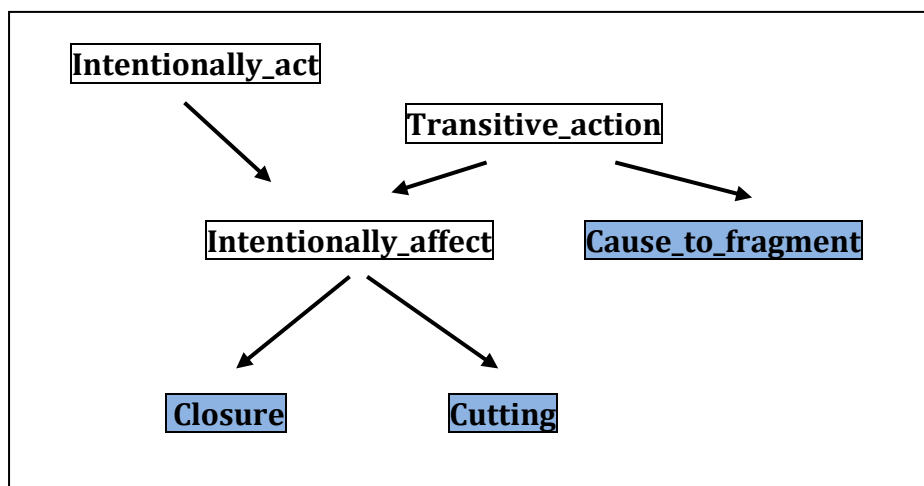 Intentionally_act
Transitive_action
Intentionally_affect
Cause_to_fragment
Closure
Cutting